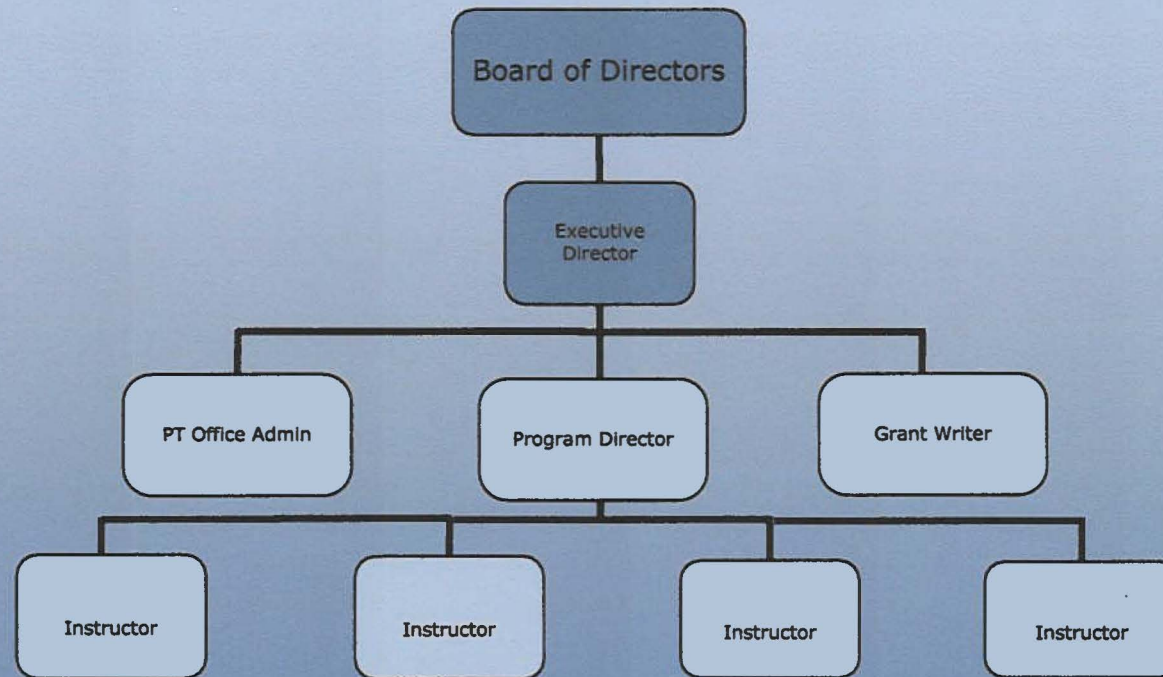 Board of Directors
Executive
Director
PT Office Admin
Program Director
Grant Writer
Instructor
Instructor
Instructor
Instructor